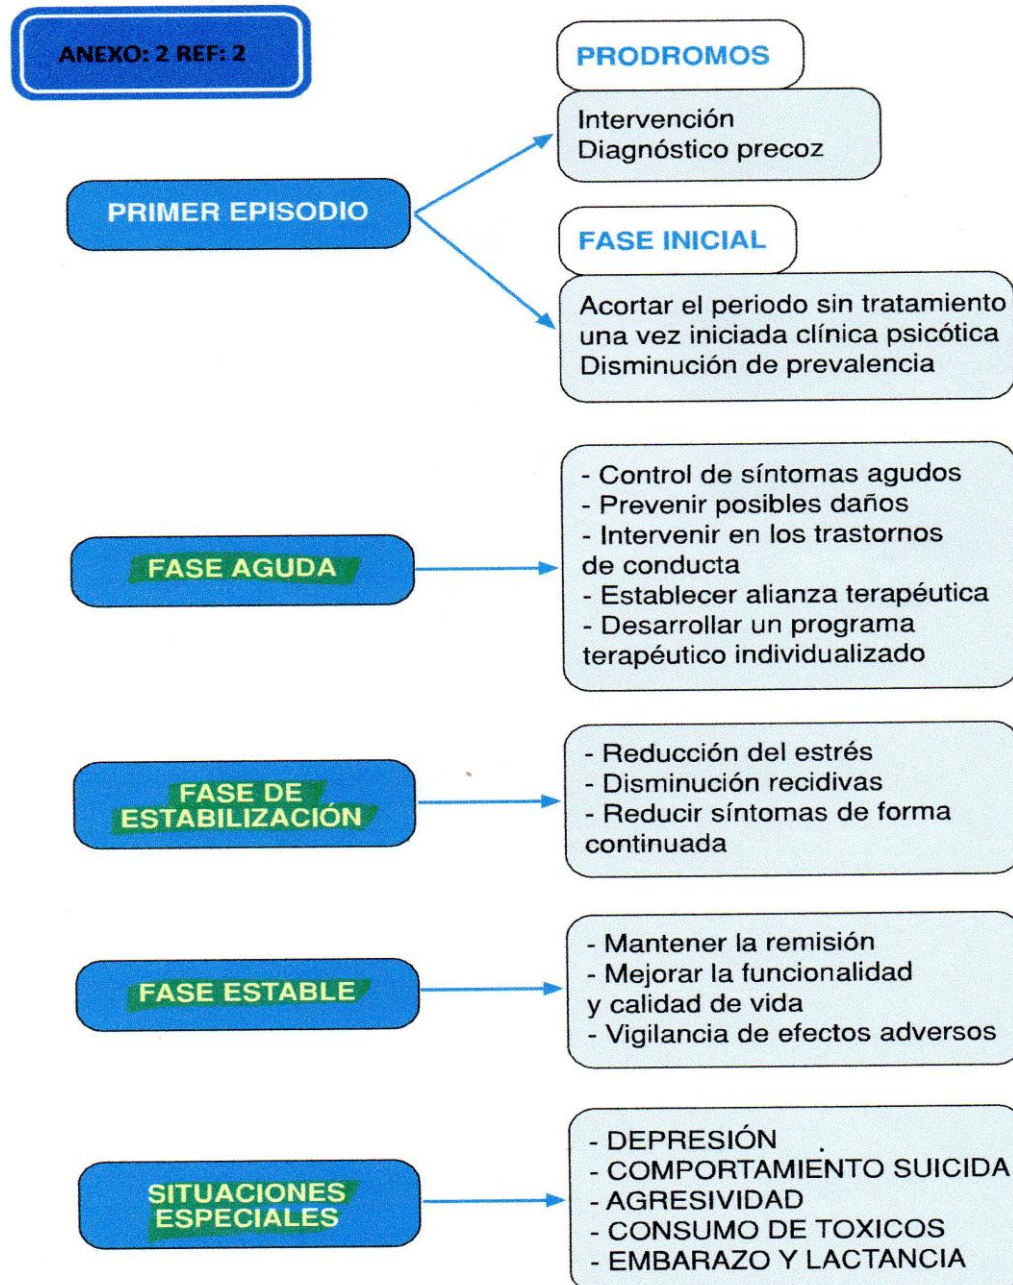 ANEXO: 2 REF: 2
PRODROMOS
Intervención
Diagnóstico precoz
PRIMER EPISODIO
FASE INICIAL
Acortar el periodo sin tratamiento
una vez iniciada clínica psicótica
Disminución de prevalencia
FASE AGUDA
- Control de síntomas agudos
- Prevenir posibles daños
- Intervenir en los trastornos
de conducta
- Establecer alianza terapéutica
- Desarrollar un programa
terapéutico individualizado
FASE DE
ESTABILIZACIÓN
- Reducción del estrés
- Disminución recidivas
- Reducir síntomas de forma
continuada
FASE ESTABLE
- Mantener la remisión
- Mejorar la funcionalidad
y calidad de vida
- Vigilancia de efectos adversos
SITUACIONES
ESPECIALES
- DEPRESIÓN
- COMPORTAMIENTO SUICIDA
- AGRESIVIDAD
- CONSUMO DE TOXICOS
- EMBARAZO Y LACTANCIA